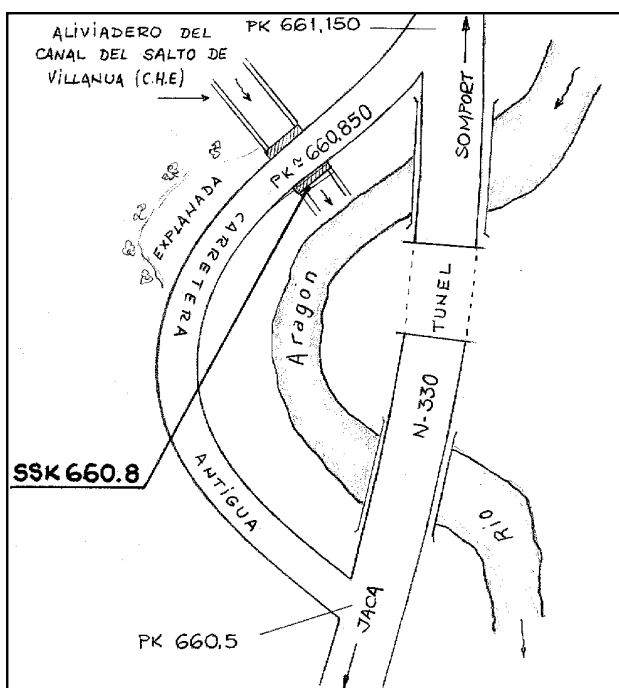 ALIVIADERO DEL
CANAL DEL SALTO DE
VILLANUA (C.H.E)
PK 661,150
SOMPORT
PK≃660.850
EXPLANADA
CARRETERA
ANTIGUA
TUNEL
Aragon
N-330
SSK 660.8
Río
JACA
PK 660.5